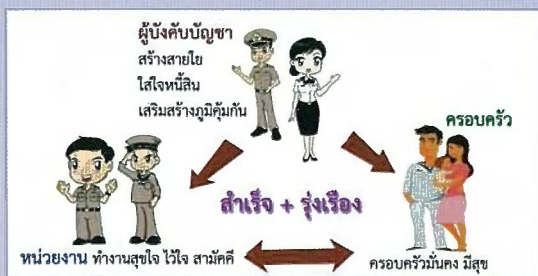 ผู้บังคับบัญชา
สร้างสายใย
ใส่ใจหนี้สิน
เสริมสร้างภูมิคุ้มกัน
ครอบครัว
สำเร็จ + รุ่งเรือง
หน่วยงาน ทำงานสุขใจ ไว้ใจ สามัคคี
ครอบครัวมั่นคง มีสุข